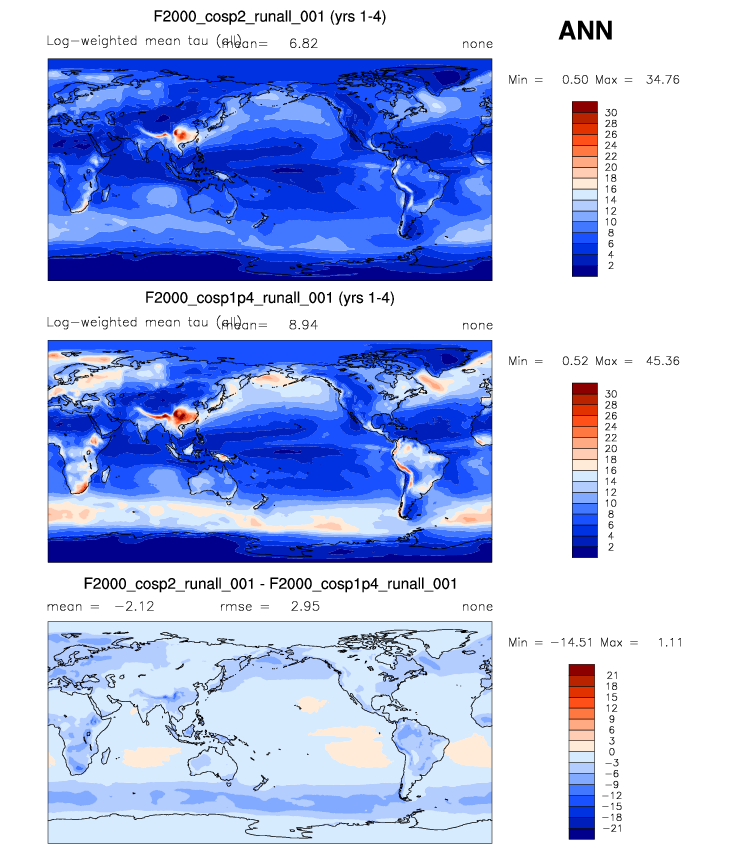 F2000_cosp2_runall_001 (yrs 1-4)
ANN
Log-weighted mean tau (all)
mean= 6.82
none
Min = 0.50 Max = 34.76
30
28
26
24
22
20
18
16
14
12
10
8
6
4
2
F2000_cosp1p4_runall_001 (yrs 1-4)
Log-weighted mean tau (all)
mean= 8.94
none
Min = 0.52 Max = 45.36
30
28
26
24
22
20
18
16
14
12
10
8
6
4
2
F2000_cosp2_runall_001 - F2000_cosp1p4_runall_001
mean = -2.12
rmse = 2.95
none
Min = -14.51 Max = 1.11
21
18
15
12
9
6
3
0
-3
-6
-9
-12
-15
-18
-21